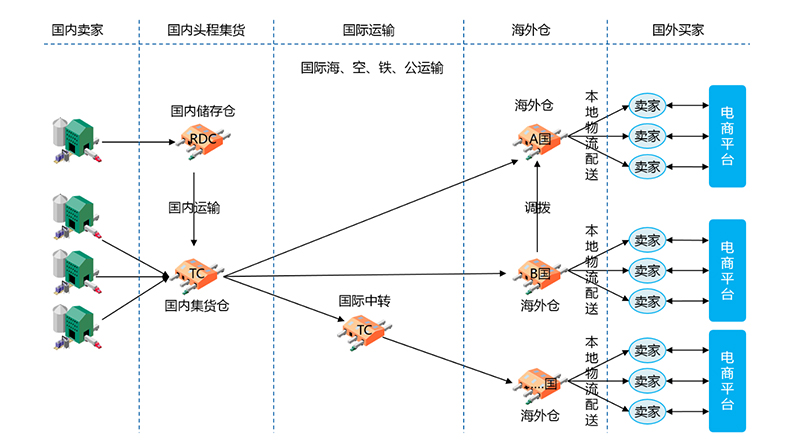 国内卖家
国内头程集货
国际运输
海外仓
国外买家
国际海、空、铁、公运输
国内储存仓
RDC
国内运输
TC
国内集货仓
国际中转
TC
海外仓
A国
调拨
B国
海外仓
.....国
海外仓
本地物流配送
卖家
卖家
卖家
电商平台
本地物流配送
卖家
卖家
卖家
电商平台
本地物流配送
卖家
卖家
卖家
电商平台